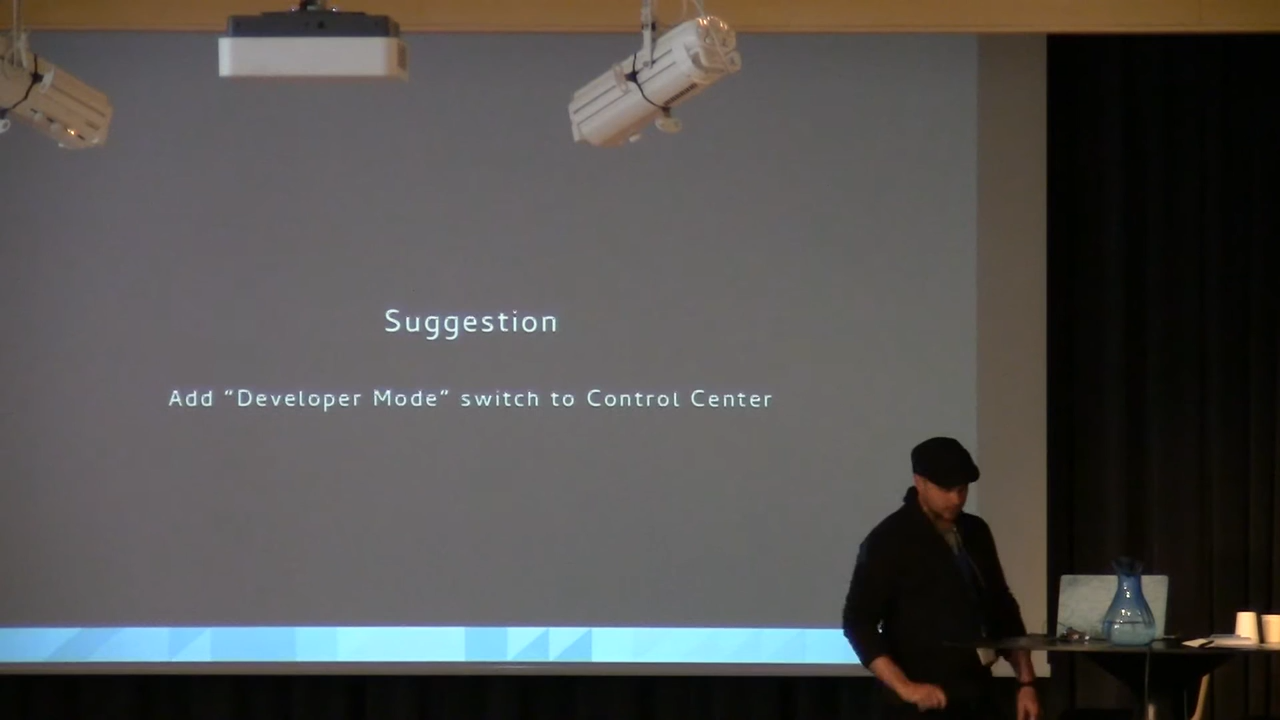 Suggestion
Add “Developer Mode” switch to Control Center